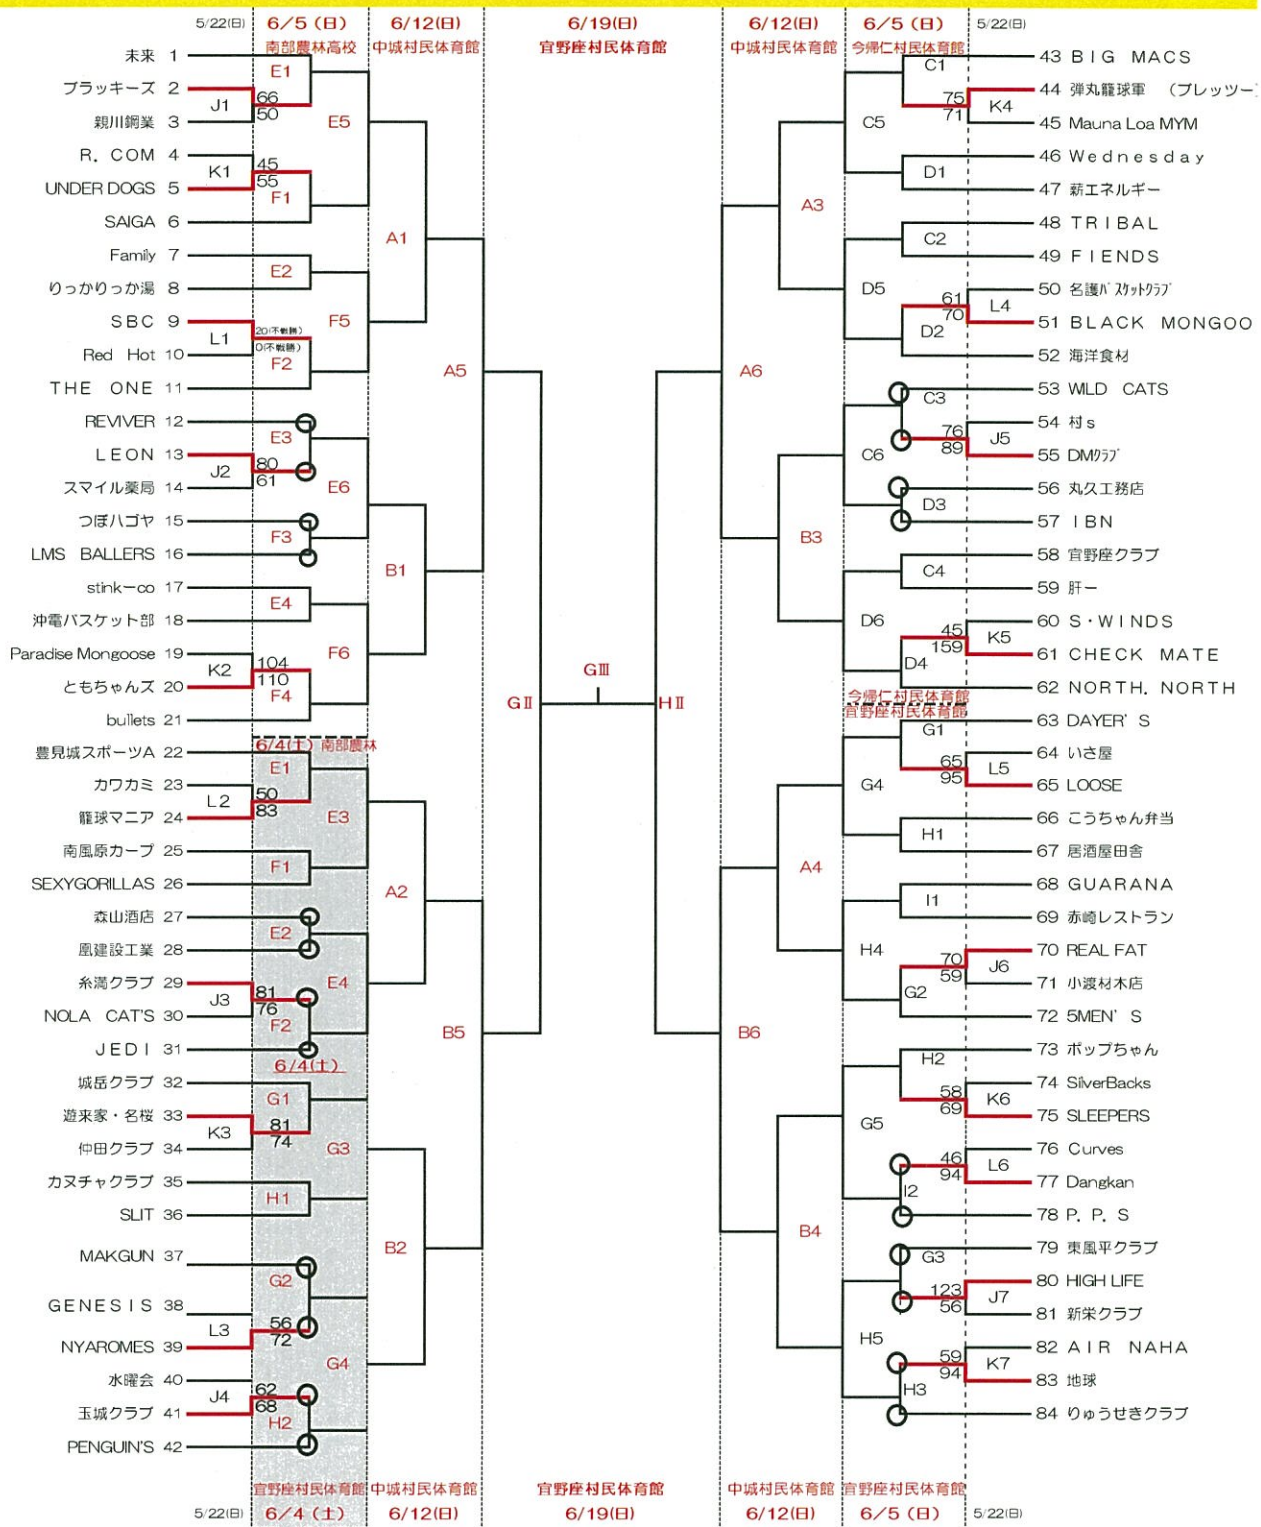 5/22(日) 6/5(日) 6/12(日) 6/19(日) 6/12(日) 6/5(日) 5/22(日)
南部農林高校 中城村民体育館 宜野座村民体育館 中城村民体育館 今帰仁村民体育館
未来 1
ブラッキーズ 2
親川鋼業 3
R. COM 4
UNDER DOGS 5
SAIGA 6
Family 7
りっかりっか湯 8
SBC 9
Red Hot 10
THE ONE 11
REVIVER 12
LEON 13
スマイル薬局 14
つぼハゴヤ 15
LMS BALLERS 16
stinkーco 17
沖電バスケット部 18
Paradise Mongoose 19
ともちゃんズ 20
bullets 21
豊見城スポーツA 22
カワカミ 23
籠球マニア 24
南風原カープ 25
SEXYGORILLAS 26
森山酒店 27
凰建設工業 28
糸満クラブ 29
NOLA CAT'S 30
JEDI 31
城岳クラブ 32
遊来家・名桜 33
仲田クラブ 34
カヌチャクラブ 35
SLIT 36
MAKGUN 37
GENESIS 38
NYAROMES 39
水曜会 40
玉城クラブ 41
PENGUIN'S 42
J1
K1
L1
J2
K2
L2
J3
K3
L3
J4
E1
66
50
45
55
F1
E2
20(不戦勝)
0(不戦勝)
F2
E3
80
61
F3
E4
104
110
F4
6/4(土) 南部農林
E1
50
83
F1
E2
81
76
F2
6/4(土)
G1
81
74
H1
G2
56
72
62
68
H2
E5
F5
E6
F6
E3
E4
G3
G4
A1
B1
A2
B2
A5
B5
GⅡ
GⅢ
HⅡ
A6
B6
A3
B3
A4
B4
C5
D5
C6
D6
G4
H4
G5
H5
C1
75
71
D1
C2
61
70
D2
C3
76
89
D3
C4
45
159
D4
今帰仁村民体育館
宜野座村民体育館
G1
65
95
H1
I1
70
59
G2
H2
58
69
46
94
I2
G3
123
56
59
94
H3
K4
L4
J5
K5
L5
J6
K6
L6
J7
K7
43 BIG MACS
44 弾丸籠球軍 (ブレッツー
45 Mauna Loa MYM
46 Wednesday
47 薪エネルギー
48 TRIBAL
49 FIENDS
50 名護バスケットクラブ
51 BLACK MONGOO
52 海洋食材
53 WILD CATS
54 村s
55 DMクラブ
56 丸久工務店
57 IBN
58 宜野座クラブ
59 肝一
60 S・WINDS
61 CHECK MATE
62 NORTH. NORTH
63 DAYER'S
64 いさ屋
65 LOOSE
66 こうちゃん弁当
67 居酒屋田舎
68 GUARANA
69 赤崎レストラン
70 REAL FAT
71 小渡材木店
72 5MEN'S
73 ポップちゃん
74 SilverBacks
75 SLEEPERS
76 Curves
77 Dangkan
78 P. P. S
79 東風平クラブ
80 HIGH LIFE
81 新栄クラブ
82 AIR NAHA
83 地球
84 りゅうせきクラブ
宜野座村民体育館 中城村民体育館 宜野座村民体育館 中城村民体育館 宜野座村民体育館
5/22(日) 6/4(土) 6/12(日) 6/19(日) 6/12(日) 6/5(日) 5/22(日)